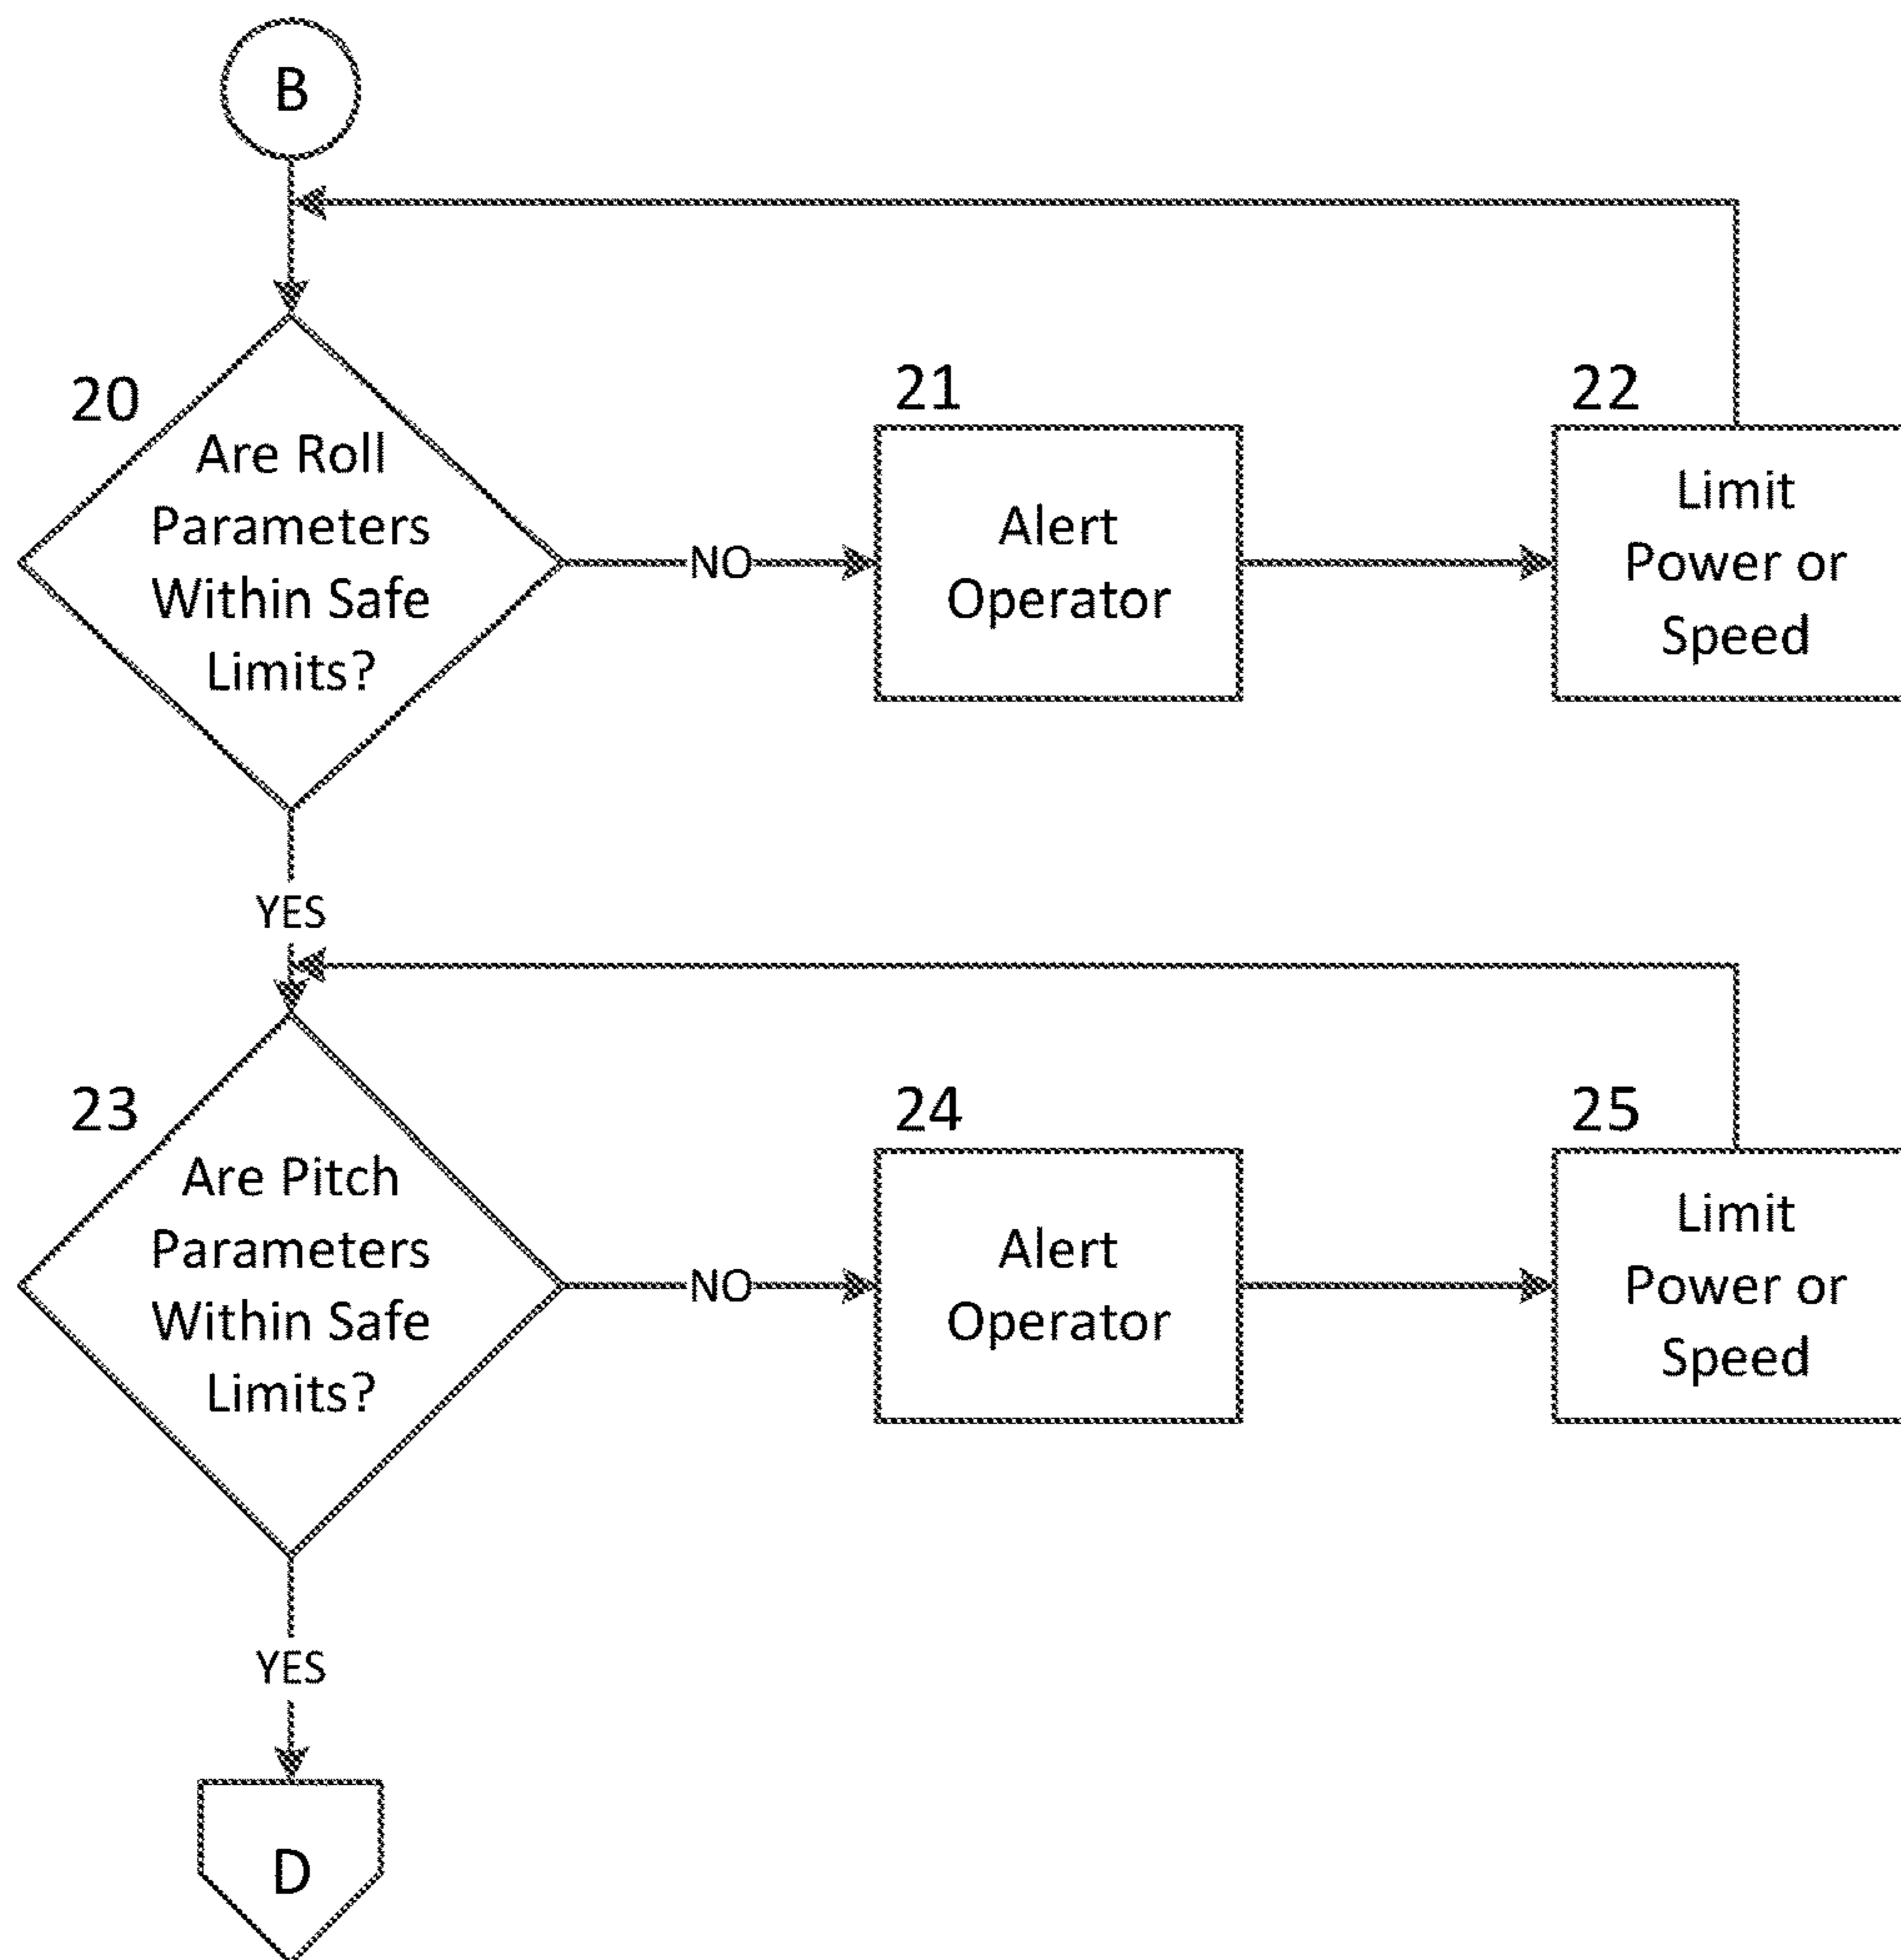 B
20
Are Roll
Parameters
Within Safe
Limits?
NO
21
Alert
Operator
22
Limit
Power or
Speed
YES
23
Are Pitch
Parameters
Within Safe
Limits?
NO
24
Alert
Operator
25
Limit
Power or
Speed
YES
D